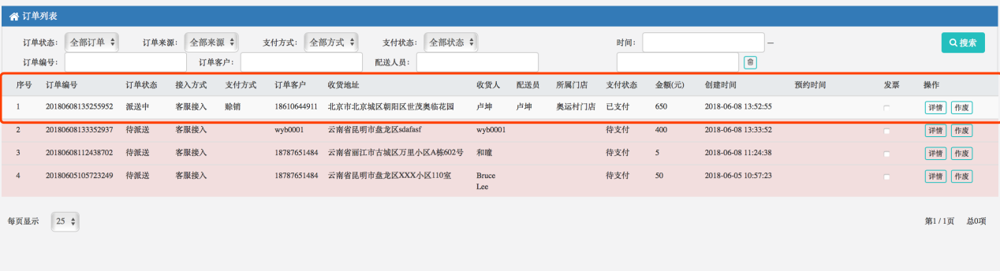 订单列表
订单状态: 全部订单 订单来源: 全部来源 支付方式: 全部方式 支付状态: 全部状态 时间: — 搜索
订单编号: 订单客户: 配送人员:
序号 订单编号 订单状态 接入方式 支付方式 订单客户 收货地址 收货人 配送员 所属门店 支付状态 金额(元) 创建时间 预约时间 发票 操作
1 20180608135255952 派送中 客服接入 赊销 18610644911 北京市北京城区朝阳区世茂奥临花园 卢坤 卢坤 奥运村门店 已支付 650 2018-06-08 13:52:55 详情 作废
2 20180608133352937 待派送 客服接入 wyb0001 云南省昆明市盘龙区sdafasf wyb0001 待支付 400 2018-06-08 13:33:52 详情 作废
3 20180608112438702 待派送 客服接入 18787651484 云南省丽江市古城区万里小区A栋602号 和瞳 待支付 5 2018-06-08 11:24:38 详情 作废
4 20180605105723249 待派送 客服接入 18787651484 云南省昆明市盘龙区XXX小区110室 Bruce 待支付 50 2018-06-05 10:57:23 详情 作废
Lee
每页显示 25 第1 / 1页 总0项